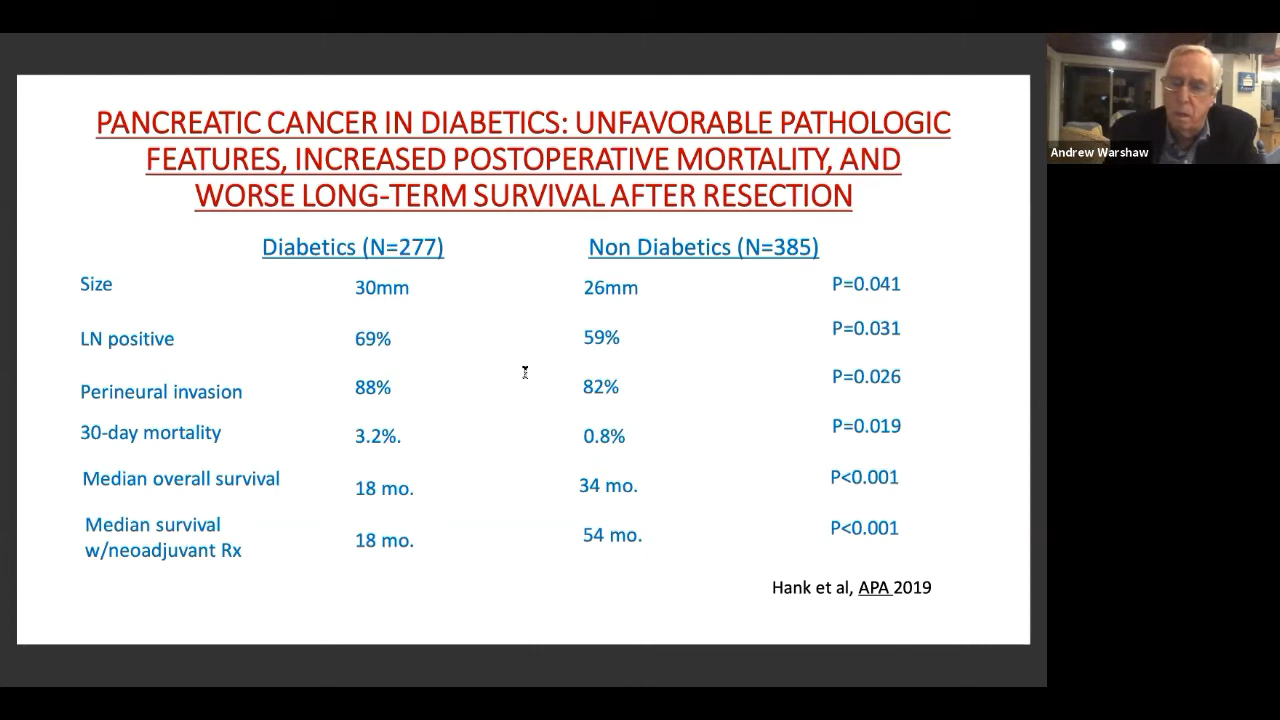 PANCREATIC CANCER IN DIABETICS: UNFAVORABLE PATHOLOGIC
FEATURES, INCREASED POSTOPERATIVE MORTALITY, AND
WORSE LONG-TERM SURVIVAL AFTER RESECTION
Diabetics (N=277) Non Diabetics (N=385)
Size 30mm 26mm P=0.041
LN positive 69% 59% P=0.031
Perineural invasion 88% 82% P=0.026
30-day mortality 3.2%. 0.8% P=0.019
Median overall survival 18 mo. 34 mo. P<0.001
Median survival
w/neoadjuvant Rx 18 mo. 54 mo. P<0.001
Hank et al, APA 2019
Andrew Warshaw